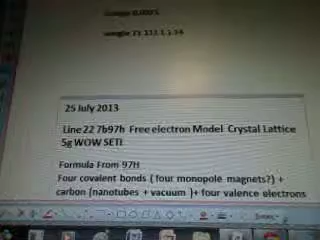 25 July 2013
Line 22 7b97h Free electron Model Crystal Lattice
5g WOW SETI
Formula From 97H
Four covalent bonds ( four monopole magnets?) +
carbon (nanotubes + vacuum )+ four valence electrons